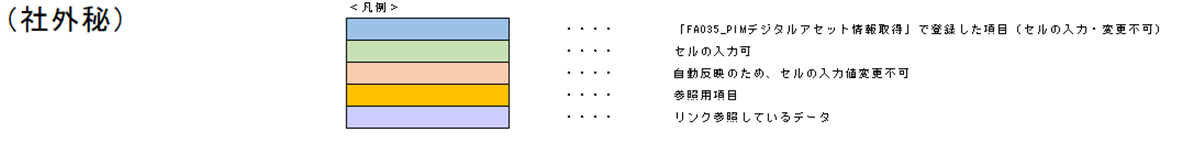 （社外秘）
＜凡例＞
・・・・ 「FA035_PIMデジタルアセット情報取得」で登録した項目（セルの入力・変更不可）
・・・・ セルの入力可
・・・・ 自動反映のため、セルの入力値変更不可
・・・・ 参照用項目
・・・・ リンク参照しているデータ